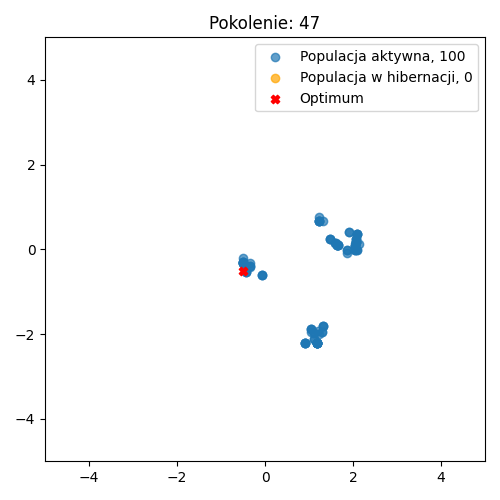 Pokolenie: 47
Populacja aktywna, 100
Populacja w hibernacji, 0
Optimum
4
2
0
−2
−4
−4 −2 0 2 4